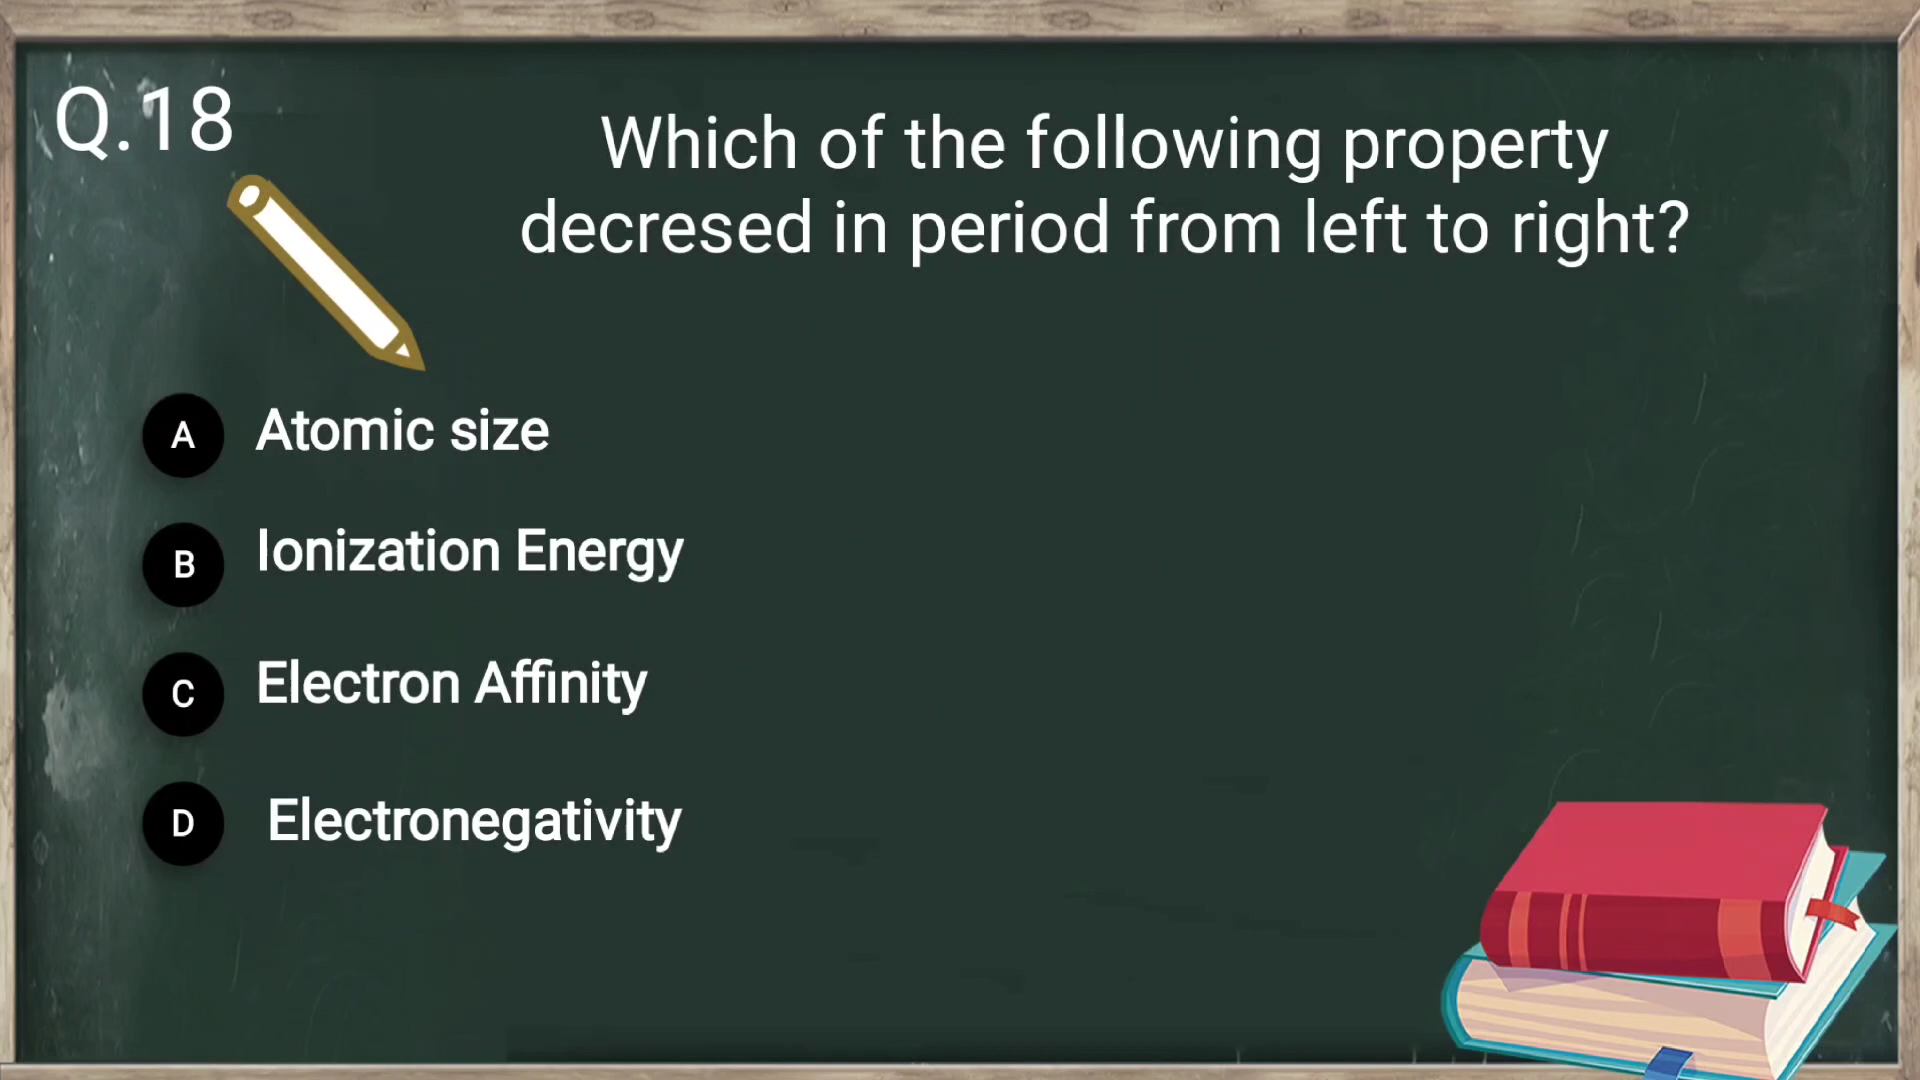 Q.18
Which of the following property
decresed in period from left to right?
A Atomic size
B Ionization Energy
C Electron Affinity
D Electronegativity